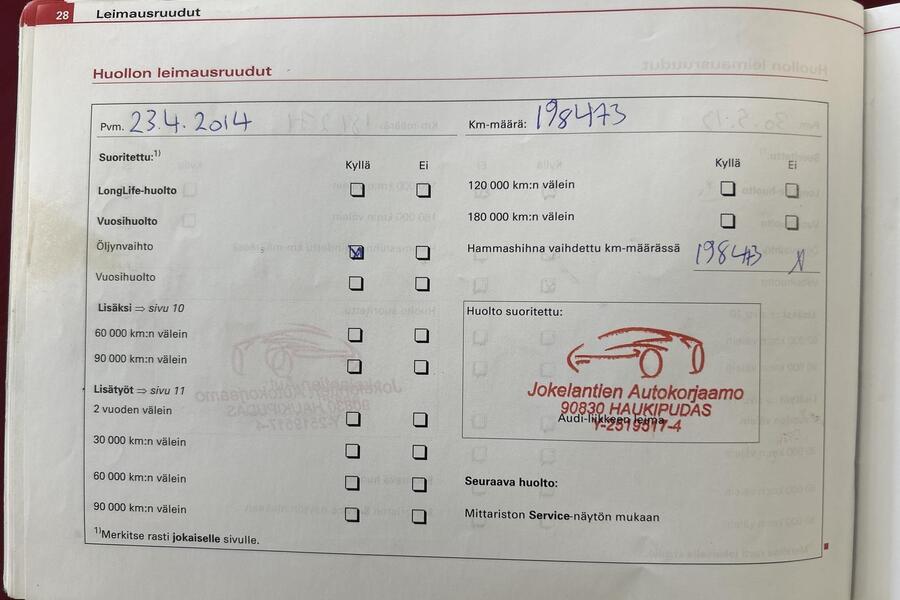 28 Leimausruudut
Huollon leimausruudut
Pvm. 23.4.2014
Km-määrä: 198473
Suoritettu:1)
Kyllä Ei
LongLife-huolto
Vuosihuolto
Öljynvaihto
Vuosihuolto
Lisäksi ⇒ sivu 10
60 000 km:n välein
90 000 km:n välein
Lisätyöt ⇒ sivu 11
2 vuoden välein
30 000 km:n välein
60 000 km:n välein
90 000 km:n välein
1)Merkitse rasti jokaiselle sivulle.
Kyllä Ei
120 000 km:n välein
180 000 km:n välein
Hammashihna vaihdettu km-määrässä 198473
Huolto suoritettu:
Jokelantien Autokorjaamo
90830 HAUKIPUDAS
Audi-liikkeen leima
Y-2519517-4
Seuraava huolto:
Mittariston Service-näytön mukaan